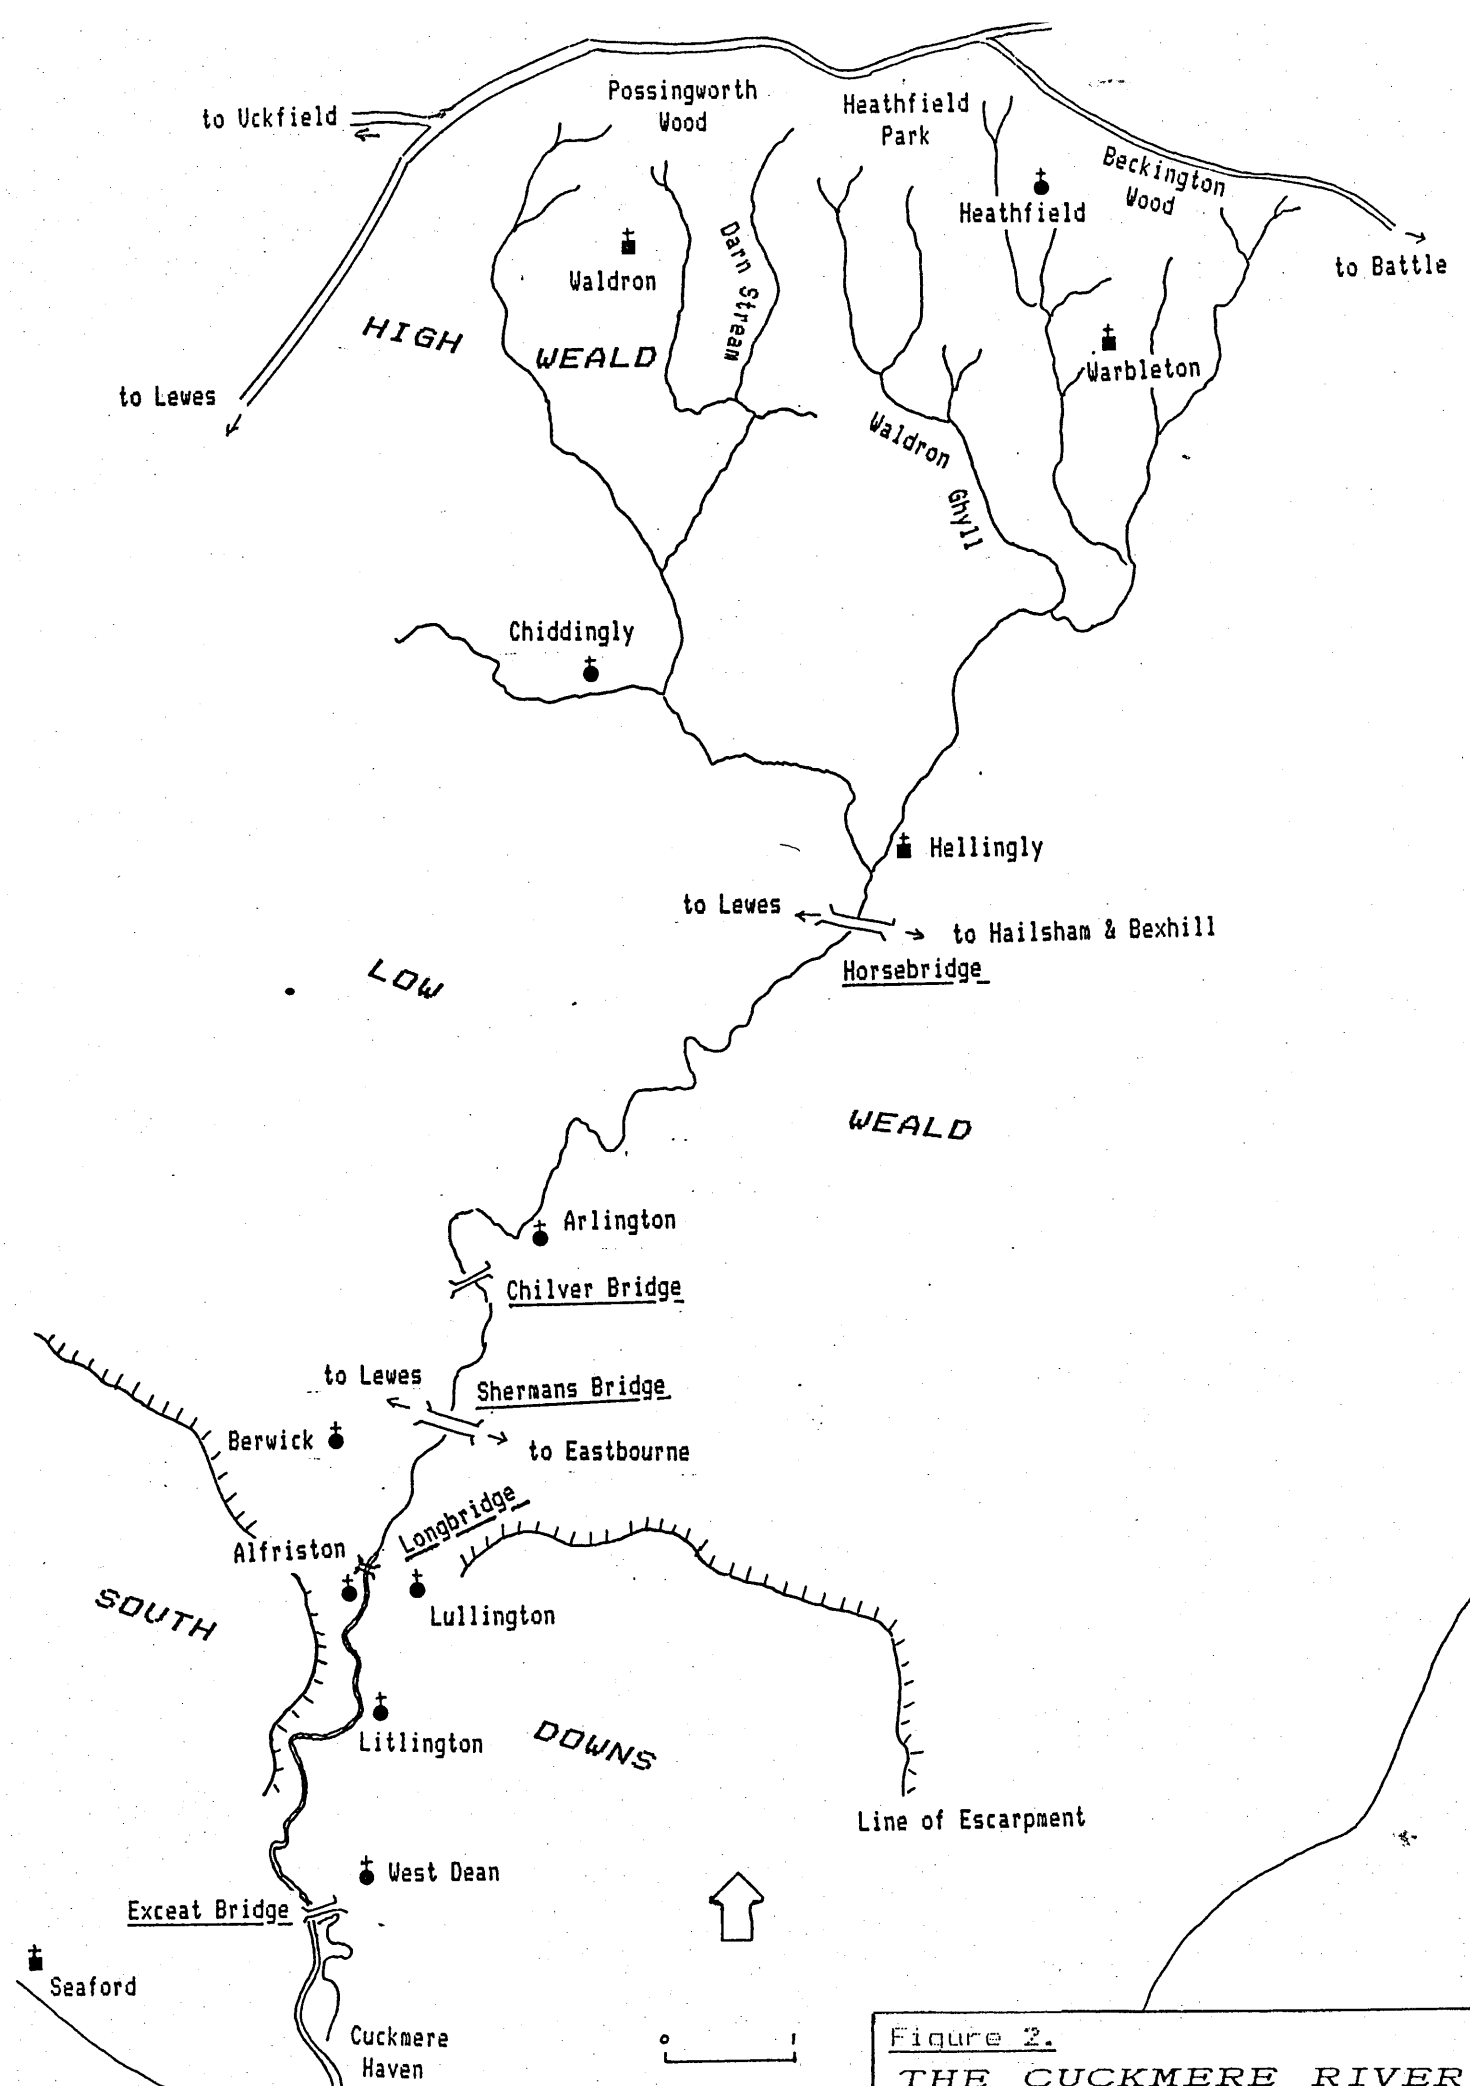 Possingworth
Wood
Heathfield
Park
to Uckfield
Beckington
Wood
Heathfield
to Battle
Waldron
Darn Stream
HIGH
WEALD
Warbleton
to Lewes
Waldron
Ghyll
Chiddingly
Hellingly
to Lewes
to Hailsham & Bexhill
Horsebridge
LOW
WEALD
Arlington
Chilver Bridge
to Lewes
Shermans Bridge
Berwick
to Eastbourne
Longbridge
Alfriston
SOUTH
Lullington
Litlington
DOWNS
Line of Escarpment
West Dean
Exceat Bridge
Seaford
Cuckmere
Haven
0 1
Figure 2.
THE CUCKMERE RIVER